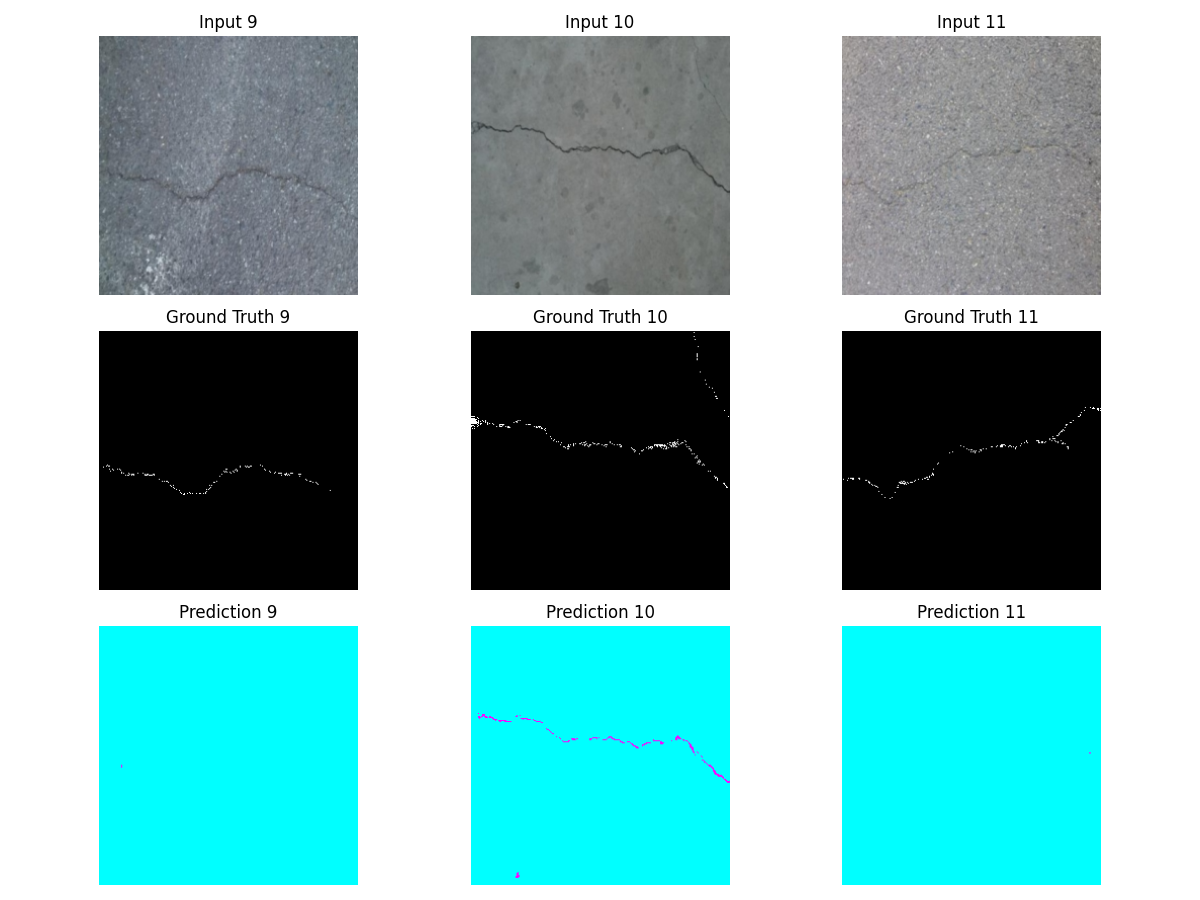 Input 9
Input 10
Input 11
Ground Truth 9
Ground Truth 10
Ground Truth 11
Prediction 9
Prediction 10
Prediction 11